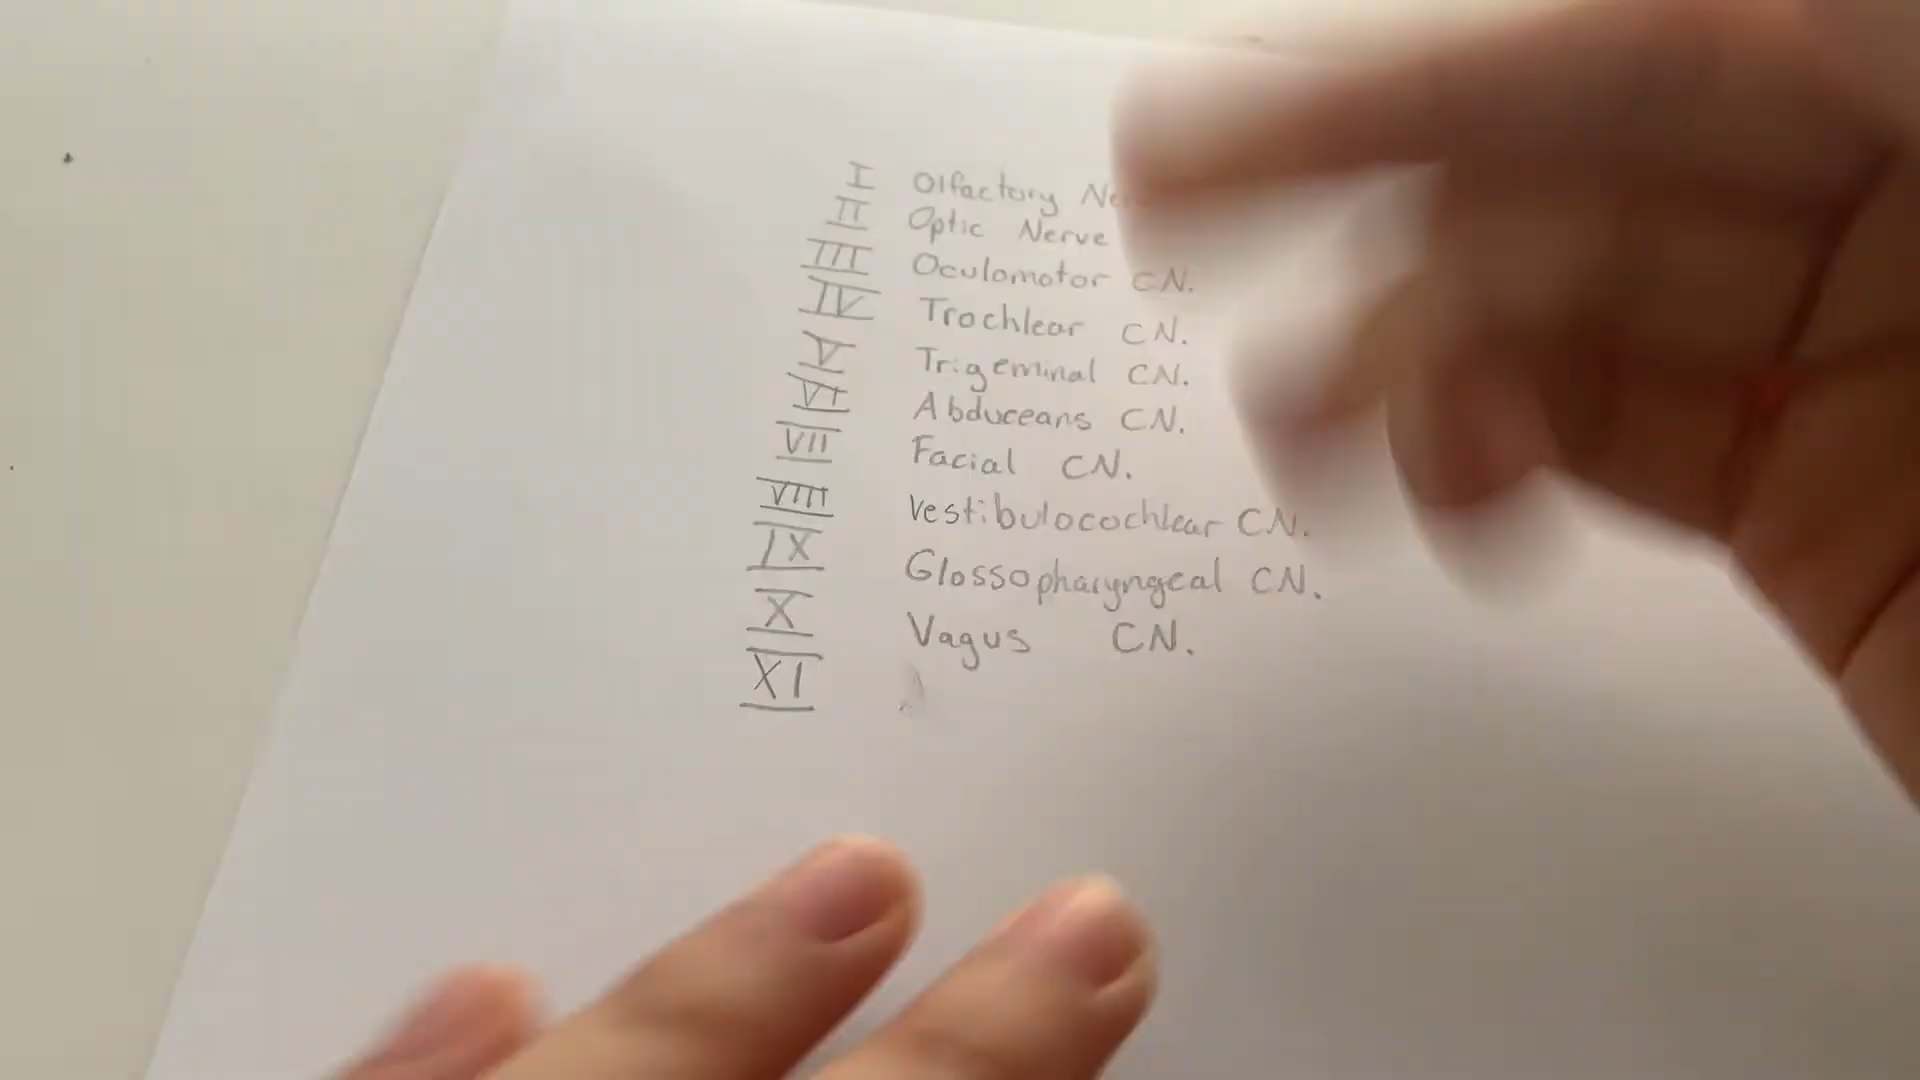 I Olfactory
II Optic Nerve
III Oculomotor CN.
IV Trochlear CN.
V Trigeminal CN.
VI Abduceans CN.
VII Facial CN.
VIII Vestibulocochlear CN.
IX Glossopharyngeal CN.
X Vagus CN.
XI